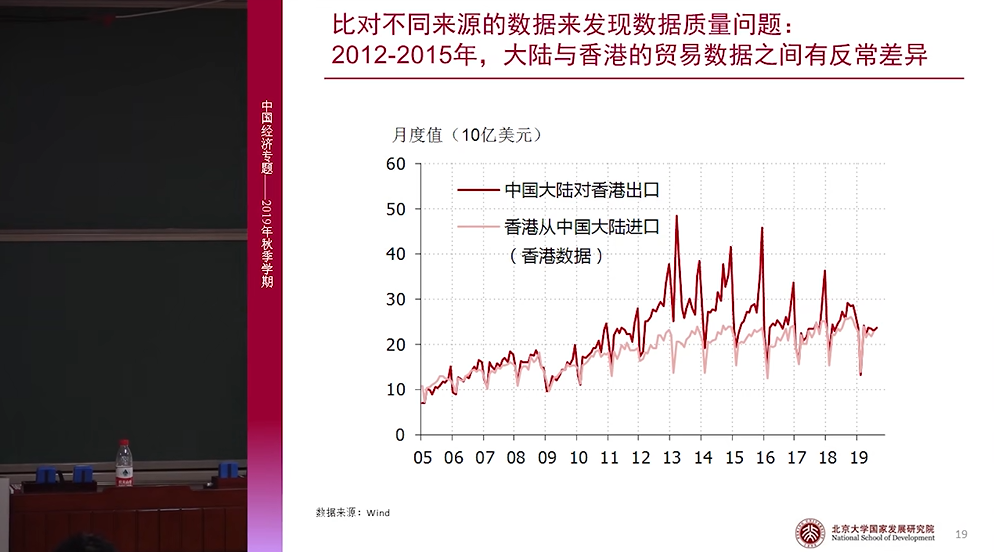 比对不同来源的数据来发现数据质量问题：
2012-2015年，大陆与香港的贸易数据之间有反常差异
中国经济专题——2019年秋季学期
月度值（10亿美元）
60
50
40
30
20
10
0
中国大陆对香港出口
香港从中国大陆进口
（香港数据）
05 06 07 08 09 10 11 12 13 14 15 16 17 18 19
数据来源：Wind
北京大学国家发展研究院
National School of Development
19